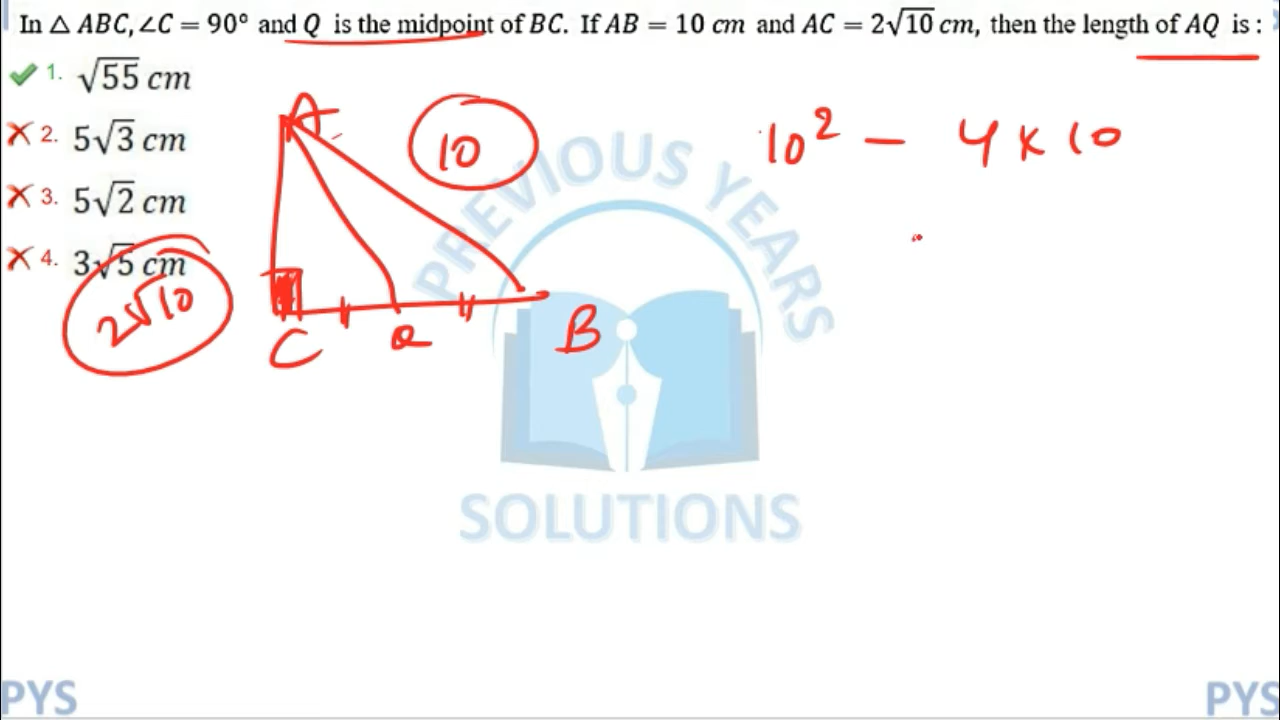 In △ ABC, ∠C = 90° and Q is the midpoint of BC. If AB = 10 cm and AC = 2√10 cm, then the length of AQ is :
1. √55 cm
2. 5√3 cm
3. 5√2 cm
4. 3√5 cm
A
10
10² − 4 × 10
2√10
C
Q
B
PREVIOUS YEARS
SOLUTIONS
PYS
PYS